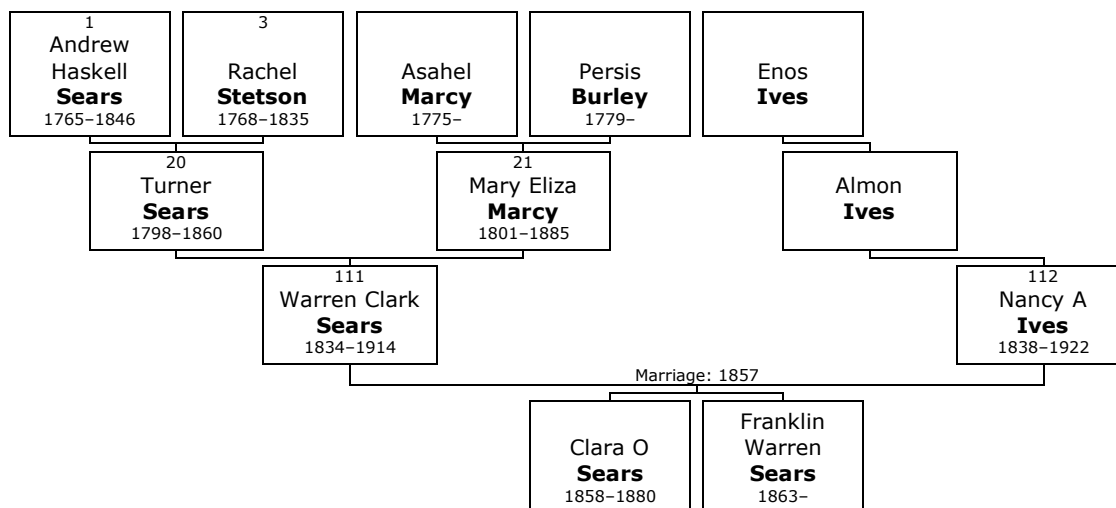 1
Andrew
Haskell
Sears
1765–1846
3
Rachel
Stetson
1768–1835
Asahel
Marcy
1775–
Persis
Burley
1779–
Enos
Ives
20
Turner
Sears
1798–1860
21
Mary Eliza
Marcy
1801–1885
Almon
Ives
111
Warren Clark
Sears
1834–1914
112
Nancy A
Ives
1838–1922
Marriage: 1857
Clara O
Sears
1858–1880
Franklin
Warren
Sears
1863–